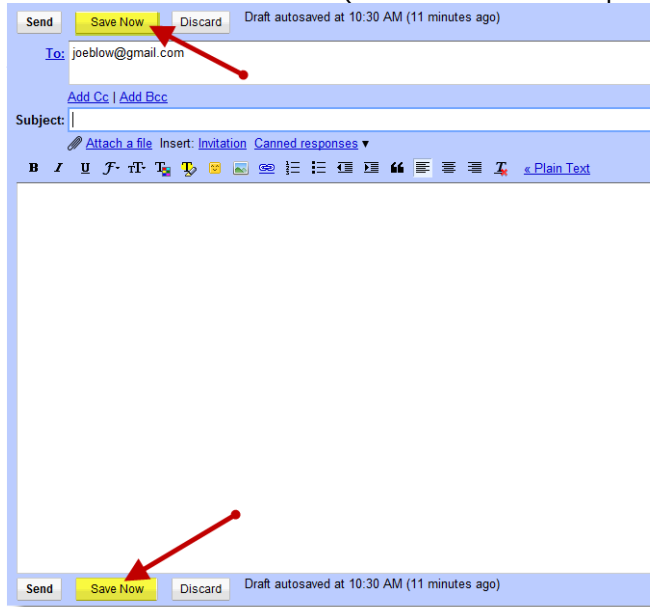 Send Save Now Discard Draft autosaved at 10:30 AM (11 minutes ago)
To: joeblow@gmail.com
Add Cc | Add Bcc
Subject:
Attach a file Insert: Invitation Canned responses ▼
B I U F T T T « Plain Text
Send Save Now Discard Draft autosaved at 10:30 AM (11 minutes ago)